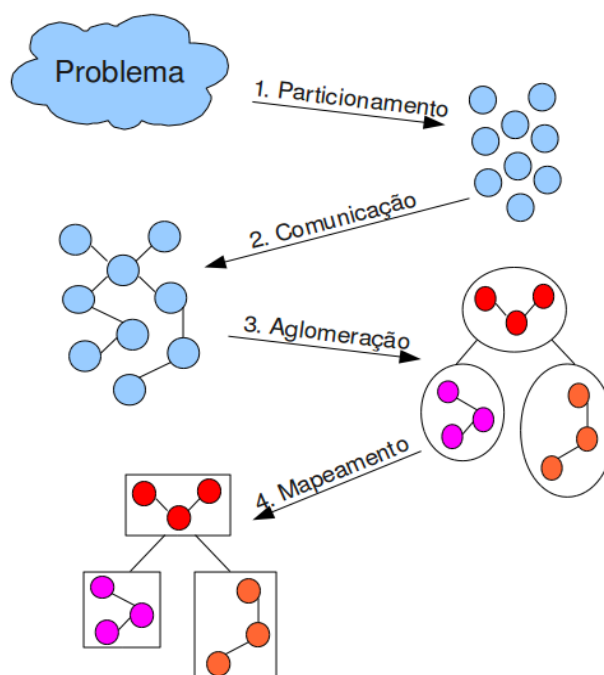 Problema
1. Particionamento
2. Comunicação
3. Aglomeração
4. Mapeamento